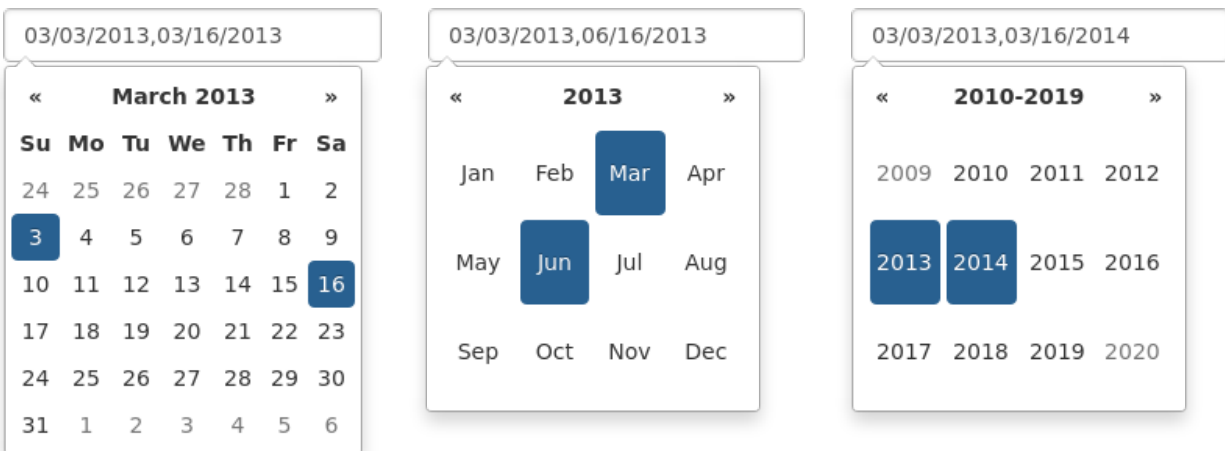 03/03/2013,03/16/2013
« March 2013 »
Su Mo Tu We Th Fr Sa
24 25 26 27 28 1 2
3 4 5 6 7 8 9
10 11 12 13 14 15 16
17 18 19 20 21 22 23
24 25 26 27 28 29 30
31 1 2 3 4 5 6
03/03/2013,06/16/2013
« 2013 »
Jan Feb Mar Apr
May Jun Jul Aug
Sep Oct Nov Dec
03/03/2013,03/16/2014
« 2010-2019 »
2009 2010 2011 2012
2013 2014 2015 2016
2017 2018 2019 2020